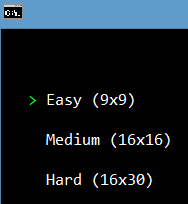 > Easy (9x9)
Medium (16x16)
Hard (16x30)